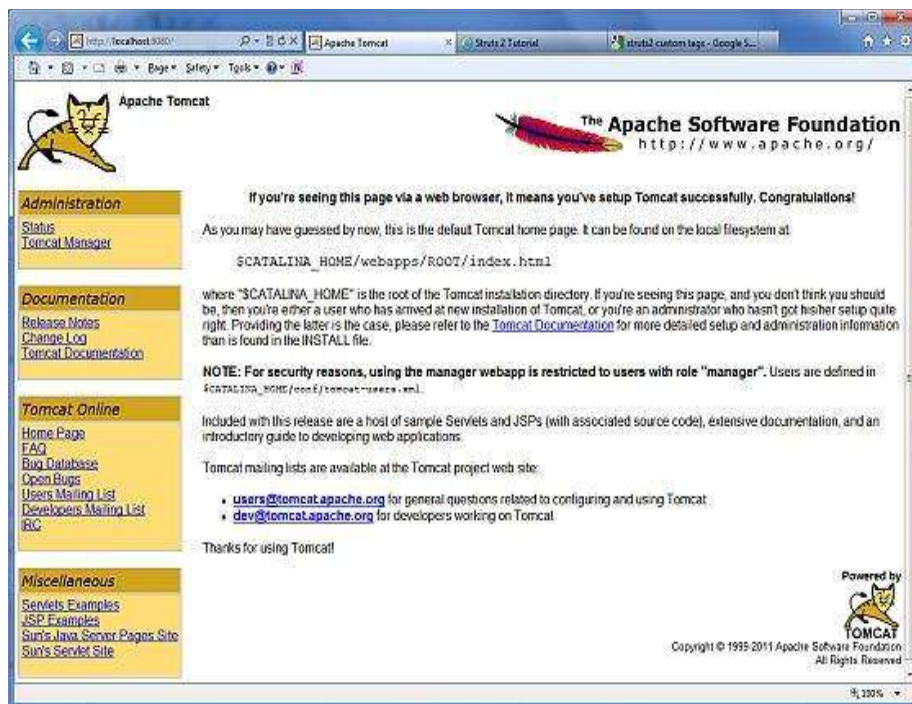 http://localhost:8080/
Apache Tomcat
Struts 2 Tutorial
struts2 custom tags - Google S...
Page
Safety
Tools
Apache Tomcat
The Apache Software Foundation
http://www.apache.org/
Administration
Status
Tomcat Manager
Documentation
Release Notes
Change Log
Tomcat Documentation
Tomcat Online
Home Page
FAQ
Bug Database
Open Bugs
Users Mailing List
Developers Mailing List
IRC
Miscellaneous
Servlets Examples
JSP Examples
Sun's Java Server Pages Site
Sun's Servlet Site
If you're seeing this page via a web browser, it means you've setup Tomcat successfully. Congratulations!
As you may have guessed by now, this is the default Tomcat home page. It can be found on the local filesystem at:
$CATALINA_HOME/webapps/ROOT/index.html
where "$CATALINA_HOME" is the root of the Tomcat installation directory. If you're seeing this page, and you don't think you should
be, then you're either a user who has arrived at new installation of Tomcat, or you're an administrator who hasn't got his/her setup quite
right. Providing the latter is the case, please refer to the Tomcat Documentation for more detailed setup and administration information
than is found in the INSTALL file.
NOTE: For security reasons, using the manager webapp is restricted to users with role "manager". Users are defined in
$CATALINA_HOME/conf/tomcat-users.xml.
Included with this release are a host of sample Servlets and JSPs (with associated source code), extensive documentation, and an
introductory guide to developing web applications.
Tomcat mailing lists are available at the Tomcat project web site:
• users@tomcat.apache.org for general questions related to configuring and using Tomcat
• dev@tomcat.apache.org for developers working on Tomcat
Thanks for using Tomcat!
Powered by
TOMCAT
Copyright © 1999-2011 Apache Software Foundation
All Rights Reserved
100%